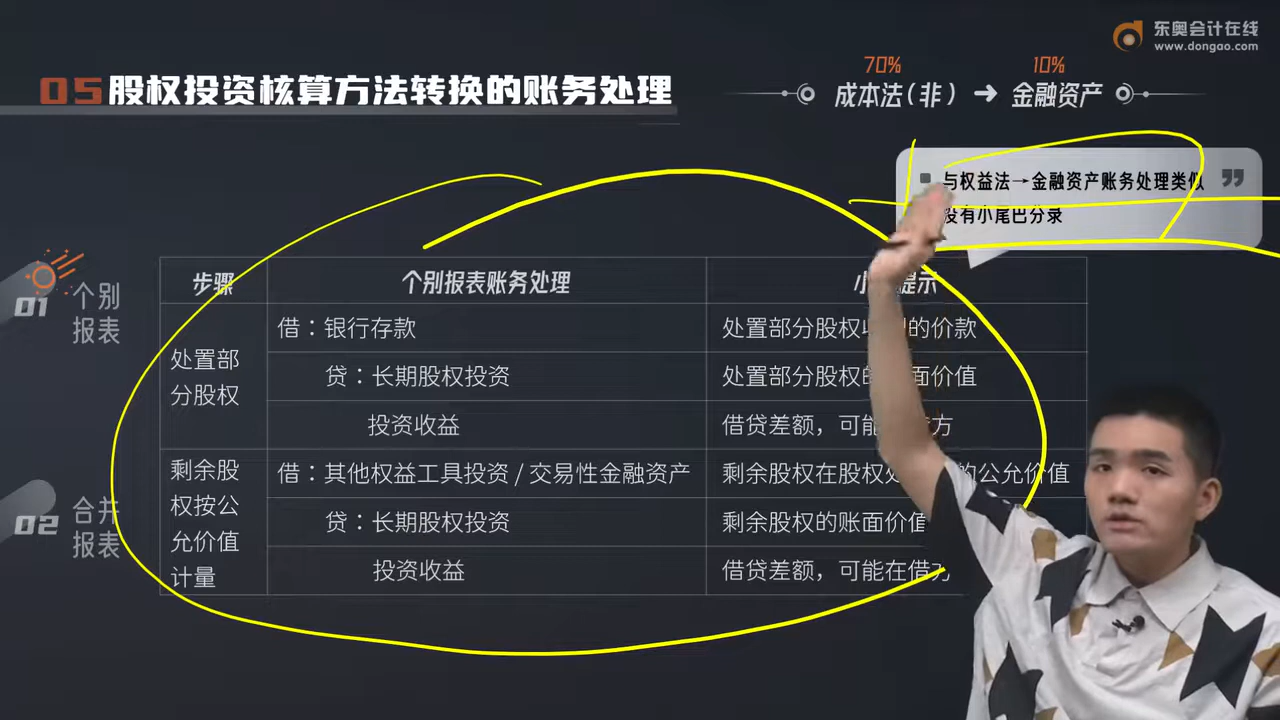 东奥会计在线
www.dongao.com
05 股权投资核算方法转换的账务处理
70% 10%
成本法(非) → 金融资产
与权益法→金融资产账务处理类似
没有小尾巴分录
01 个别报表
02 合并报表
步骤 个别报表账务处理 小 提示
处置部分股权
借：银行存款 处置部分股权 的价款
贷：长期股权投资 处置部分股权的 面价值
投资收益 借贷差额，可能 方
剩余股权按公允价值计量
借：其他权益工具投资 / 交易性金融资产 剩余股权在股权 的公允价值
贷：长期股权投资 剩余股权的账面价值
投资收益 借贷差额，可能在借方